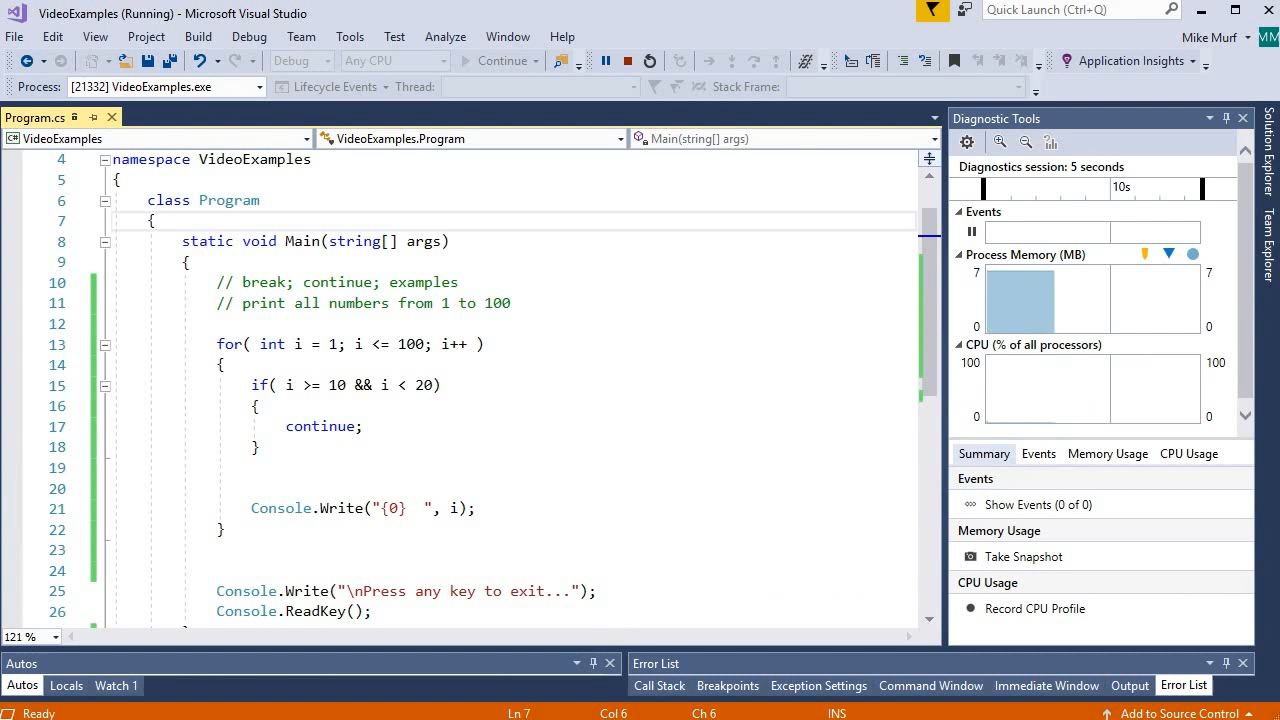 VideoExamples (Running) - Microsoft Visual Studio
Quick Launch (Ctrl+Q)
File Edit View Project Build Debug Team Tools Test Analyze Window Help
Mike Murf MM
Debug Any CPU Continue Application Insights
Process: [21332] VideoExamples.exe Lifecycle Events Thread: Stack Frame:
Program.cs
VideoExamples VideoExamples.Program Main(string[] args)
4 namespace VideoExamples
5 {
6 class Program
7 {
8 static void Main(string[] args)
9 {
10 // break; continue; examples
11 // print all numbers from 1 to 100
12
13 for( int i = 1; i <= 100; i++ )
14 {
15 if( i >= 10 && i < 20)
16 {
17 continue;
18 }
19
20
21 Console.Write("{0}  ", i);
22 }
23
24
25 Console.Write("\nPress any key to exit...");
26 Console.ReadKey();
121 %
Diagnostic Tools
Diagnostics session: 5 seconds
10s
Events
Process Memory (MB)
7 7
0 0
CPU (% of all processors)
100 100
0 0
Summary Events Memory Usage CPU Usage
Events
Show Events (0 of 0)
Memory Usage
Take Snapshot
CPU Usage
Record CPU Profile
Solution Explorer
Team Explorer
Autos
Autos Locals Watch 1
Error List
Call Stack Breakpoints Exception Settings Command Window Immediate Window Output Error List
Ready Ln 7 Col 6 Ch 6 INS Add to Source Control